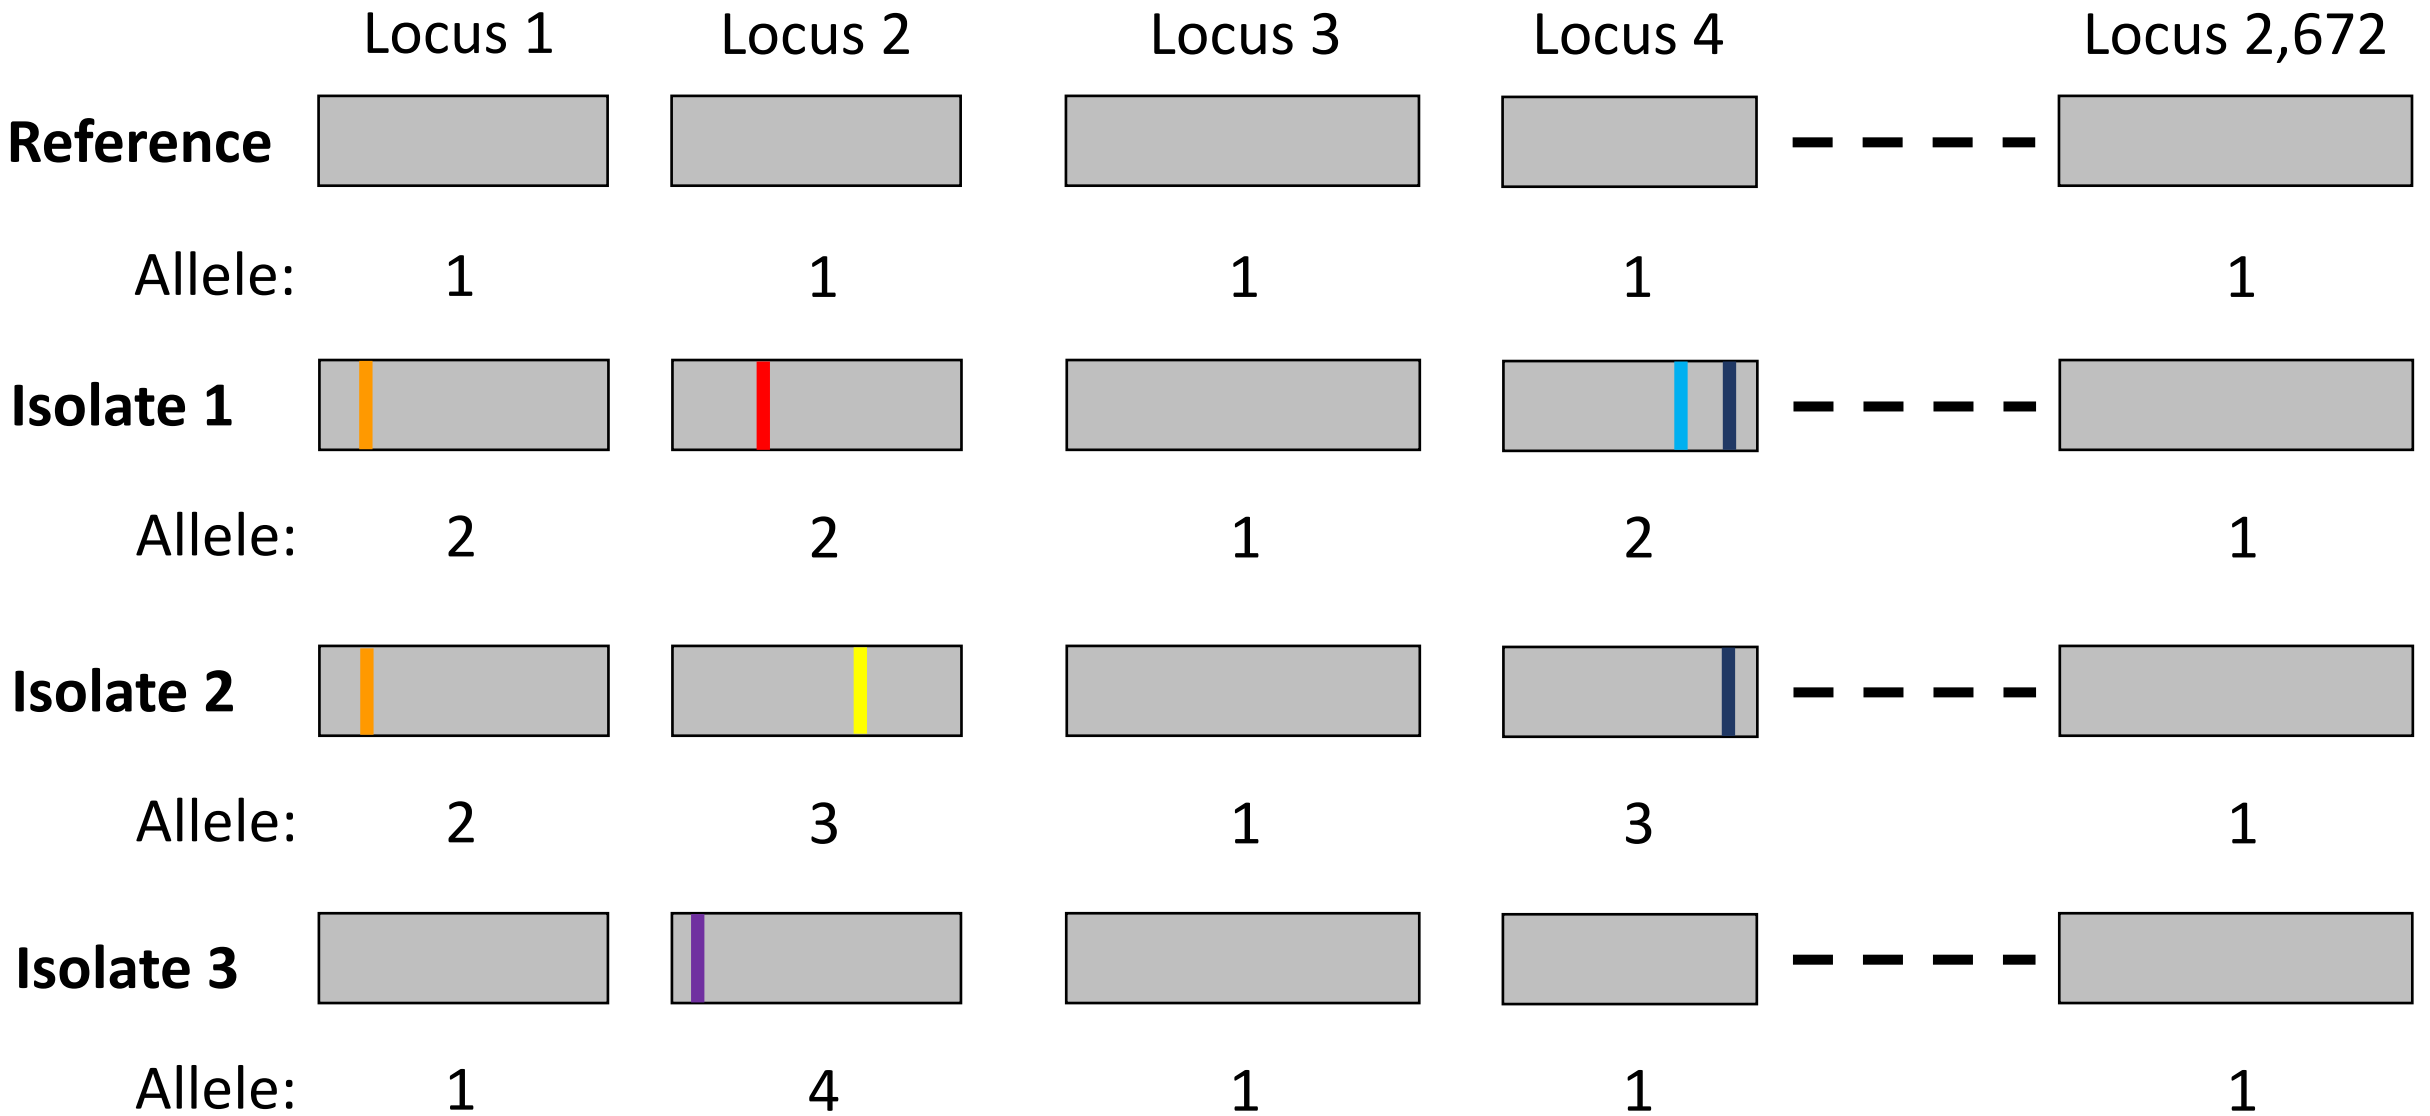 Locus 1 Locus 2 Locus 3 Locus 4 Locus 2,672
Reference
Allele: 1 1 1 1 1
Isolate 1
Allele: 2 2 1 2 1
Isolate 2
Allele: 2 3 1 3 1
Isolate 3
Allele: 1 4 1 1 1